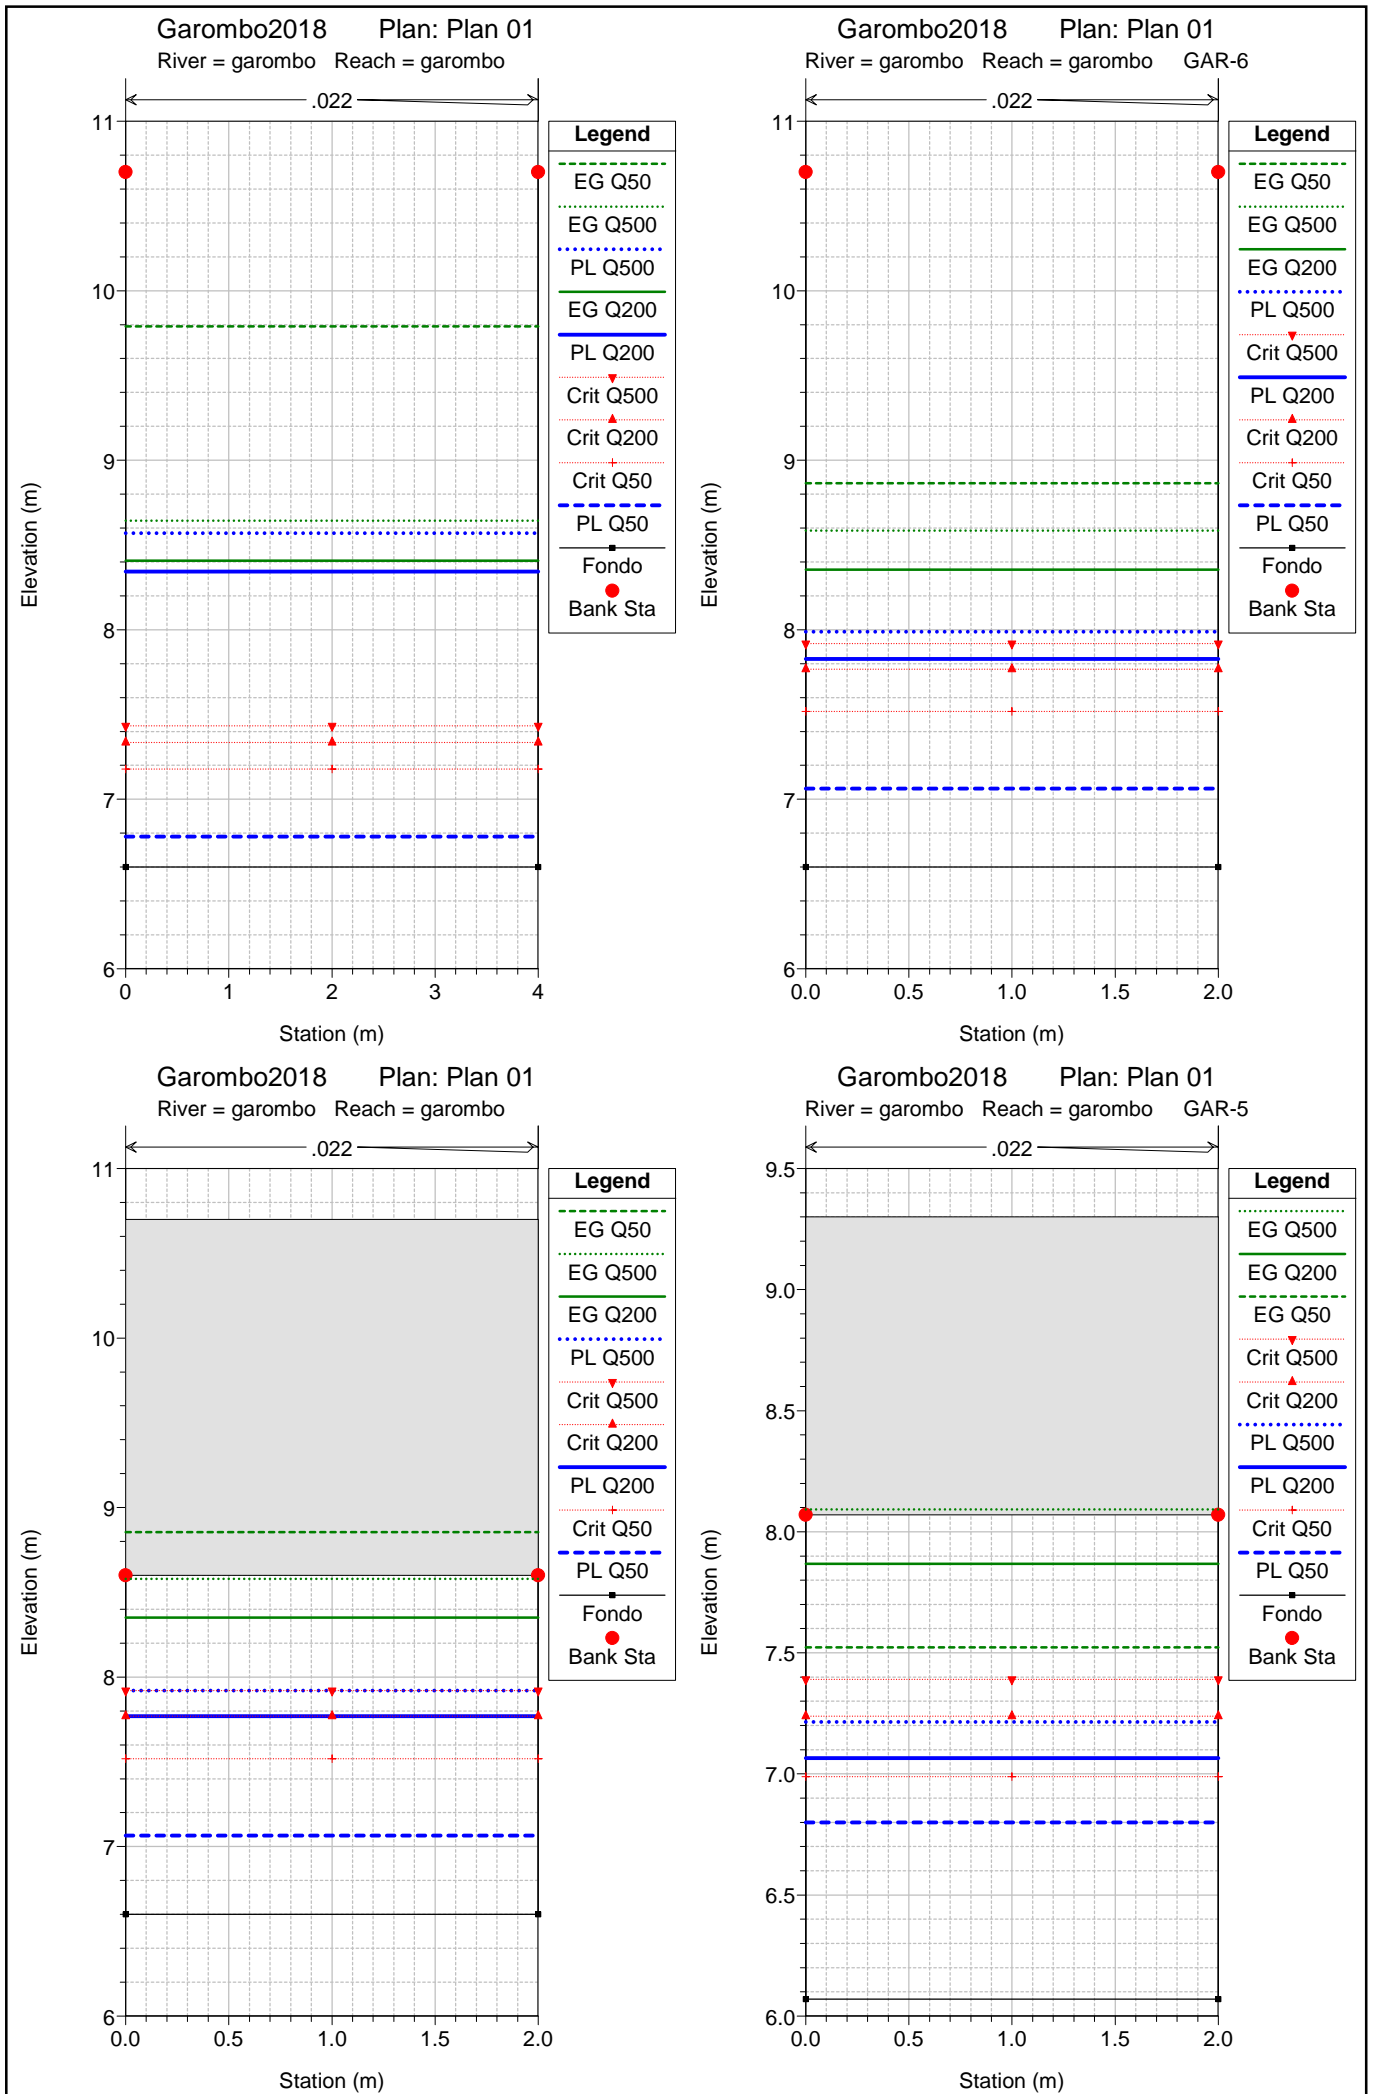 Garombo2018 Plan: Plan 01
River = garombo Reach = garombo
.022
Legend
EG Q50
EG Q500
PL Q500
EG Q200
PL Q200
Crit Q500
Crit Q200
Crit Q50
PL Q50
Fondo
Bank Sta
11
10
9
8
7
6
Elevation (m)
0 1 2 3 4
Station (m)
Garombo2018 Plan: Plan 01
River = garombo Reach = garombo GAR-6
.022
Legend
EG Q50
EG Q500
EG Q200
PL Q500
Crit Q500
PL Q200
Crit Q200
Crit Q50
PL Q50
Fondo
Bank Sta
11
10
9
8
7
6
Elevation (m)
0.0 0.5 1.0 1.5 2.0
Station (m)
Garombo2018 Plan: Plan 01
River = garombo Reach = garombo
.022
Legend
EG Q50
EG Q500
EG Q200
PL Q500
Crit Q500
Crit Q200
PL Q200
Crit Q50
PL Q50
Fondo
Bank Sta
11
10
9
8
7
6
Elevation (m)
0.0 0.5 1.0 1.5 2.0
Station (m)
Garombo2018 Plan: Plan 01
River = garombo Reach = garombo GAR-5
.022
Legend
EG Q500
EG Q200
EG Q50
Crit Q500
Crit Q200
PL Q500
PL Q200
Crit Q50
PL Q50
Fondo
Bank Sta
9.5
9.0
8.5
8.0
7.5
7.0
6.5
6.0
Elevation (m)
0.0 0.5 1.0 1.5 2.0
Station (m)